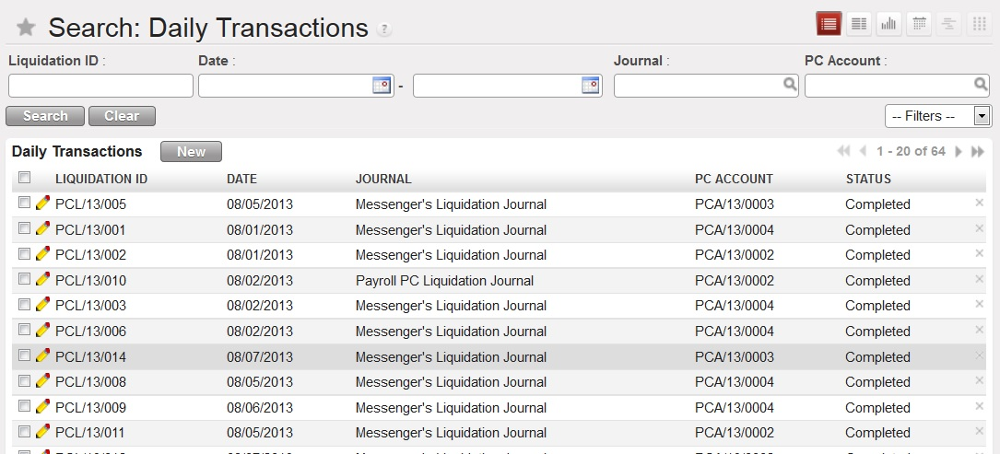 Search: Daily Transactions ?
Liquidation ID : Date : Journal : PC Account :
-
Search Clear -- Filters --
Daily Transactions New 1 - 20 of 64
LIQUIDATION ID DATE JOURNAL PC ACCOUNT STATUS
PCL/13/005 08/05/2013 Messenger's Liquidation Journal PCA/13/0003 Completed
PCL/13/001 08/01/2013 Messenger's Liquidation Journal PCA/13/0004 Completed
PCL/13/002 08/01/2013 Messenger's Liquidation Journal PCA/13/0002 Completed
PCL/13/010 08/02/2013 Payroll PC Liquidation Journal PCA/13/0002 Completed
PCL/13/003 08/02/2013 Messenger's Liquidation Journal PCA/13/0004 Completed
PCL/13/006 08/02/2013 Messenger's Liquidation Journal PCA/13/0004 Completed
PCL/13/014 08/07/2013 Messenger's Liquidation Journal PCA/13/0003 Completed
PCL/13/008 08/05/2013 Messenger's Liquidation Journal PCA/13/0004 Completed
PCL/13/009 08/06/2013 Messenger's Liquidation Journal PCA/13/0004 Completed
PCL/13/011 08/05/2013 Messenger's Liquidation Journal PCA/13/0002 Completed